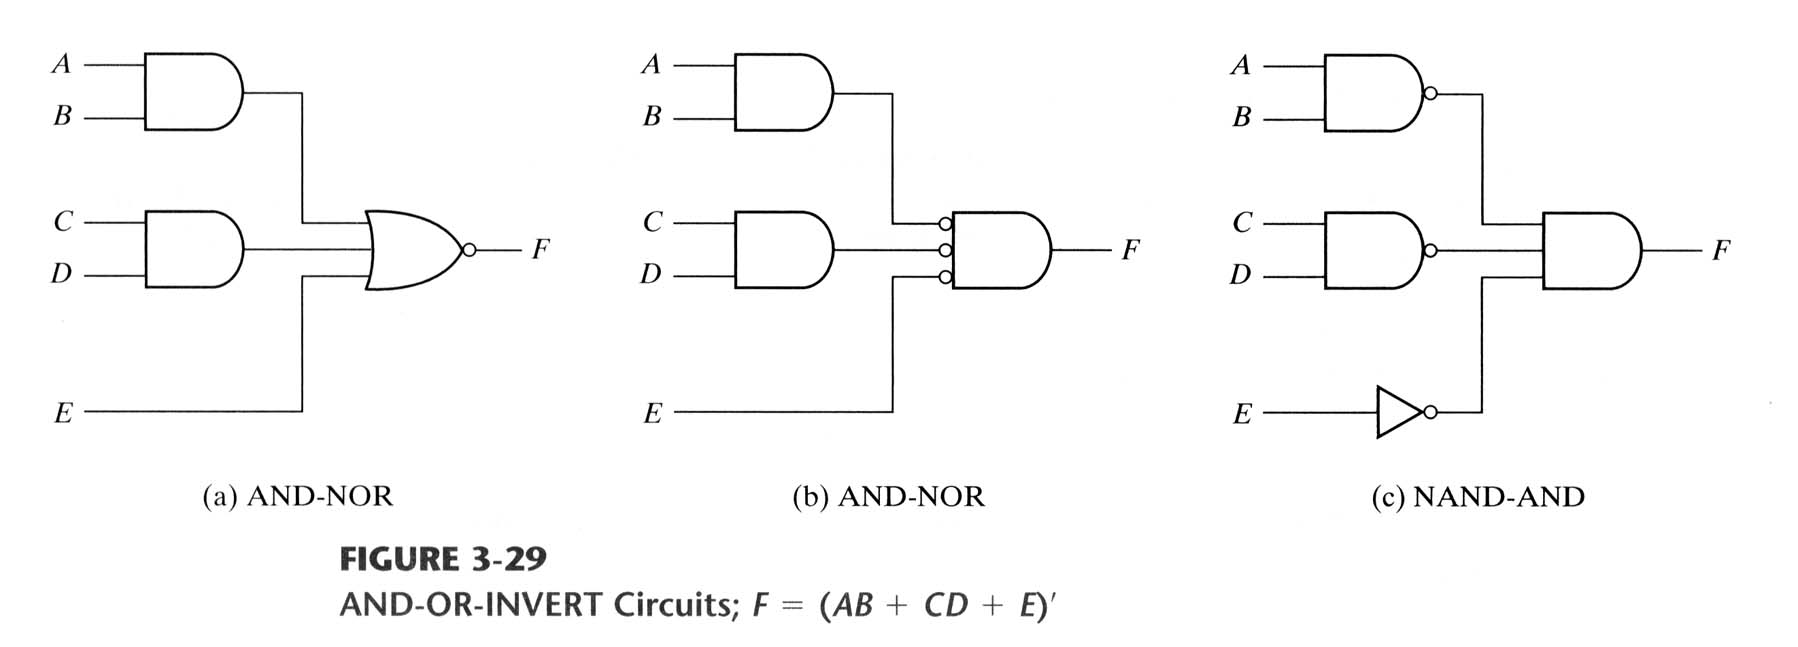 A
B
C
D
E
F
(a) AND-NOR
A
B
C
D
E
F
(b) AND-NOR
A
B
C
D
E
F
(c) NAND-AND
FIGURE 3-29
AND-OR-INVERT Circuits; F = (AB + CD + E)′